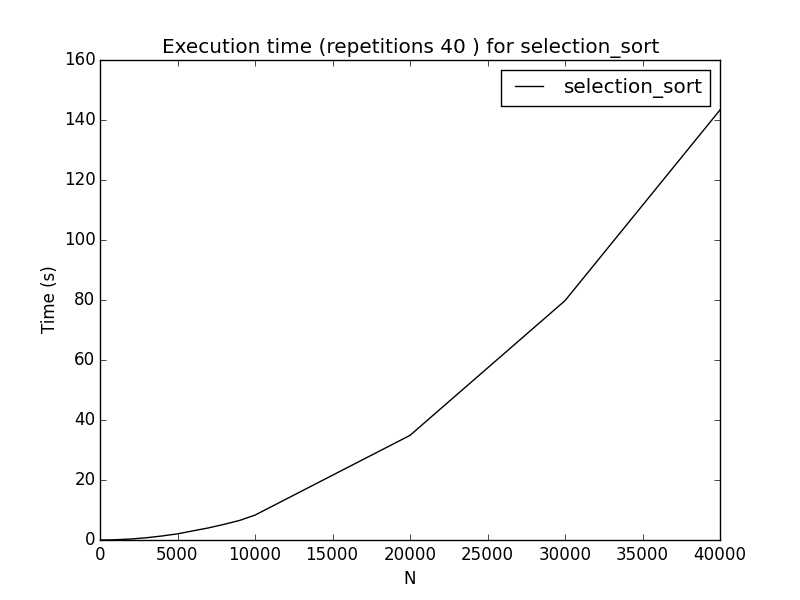 Execution time (repetitions 40 ) for selection_sort
selection_sort
160
140
120
100
80
60
40
20
0
Time (s)
0 5000 10000 15000 20000 25000 30000 35000 40000
N